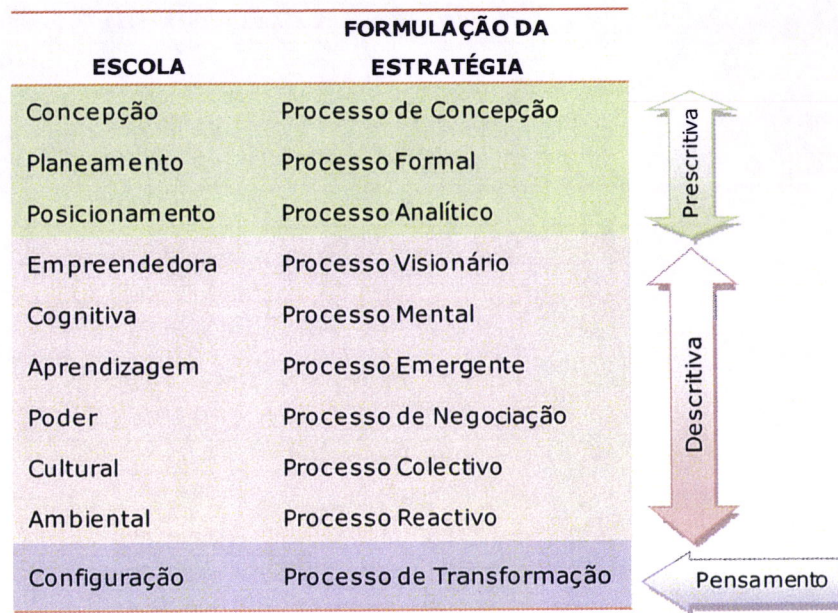 FORMULAÇÃO DA
ESCOLA ESTRATÉGIA
Concepção Processo de Concepção
Planeamento Processo Formal
Posicionamento Processo Analítico
Prescritiva
Empreendedora Processo Visionário
Cognitiva Processo Mental
Aprendizagem Processo Emergente
Poder Processo de Negociação
Cultural Processo Colectivo
Ambiental Processo Reactivo
Descritiva
Configuração Processo de Transformação
Pensamento